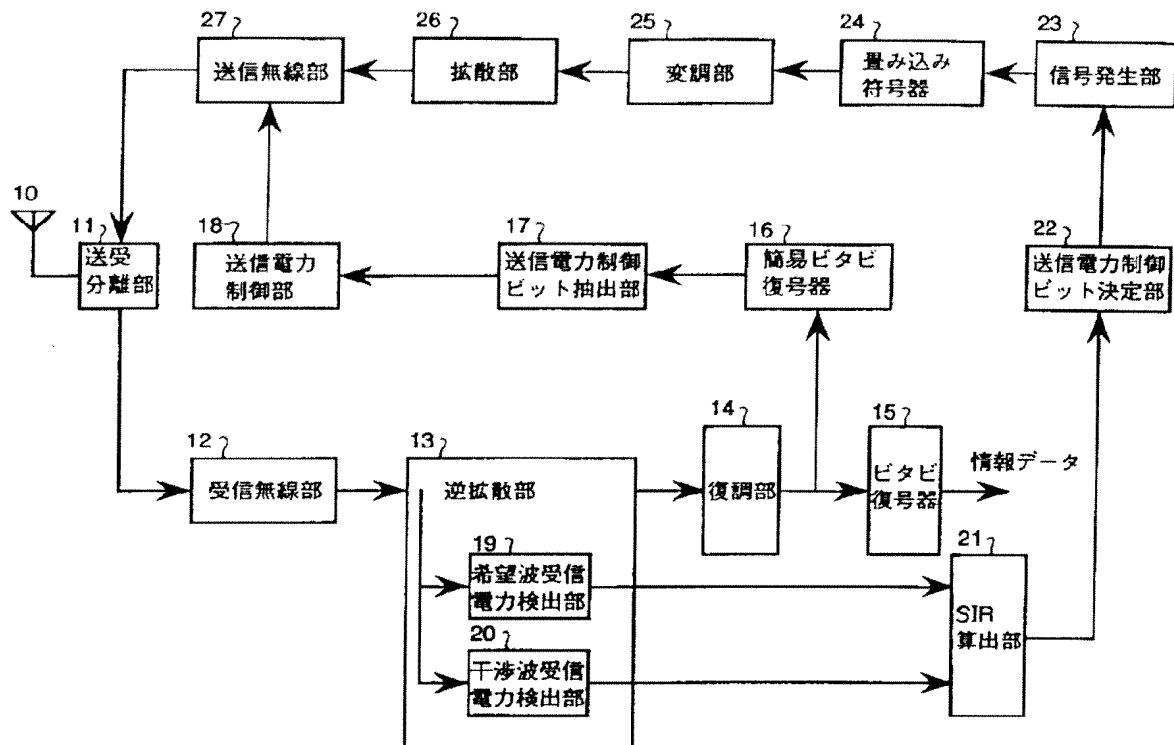 27
送信無線部
26
拡散部
25
変調部
24
畳み込み
符号器
23
信号発生部
10
11
送受
分離部
18
送信電力
制御部
17
送信電力制御
ビット抽出部
16
簡易ビタビ
復号器
22
送信電力制御
ビット決定部
12
受信無線部
13
逆拡散部
14
復調部
15
ビタビ
復号器
情報データ
19
希望波受信
電力検出部
20
干渉波受信
電力検出部
21
SIR
算出部